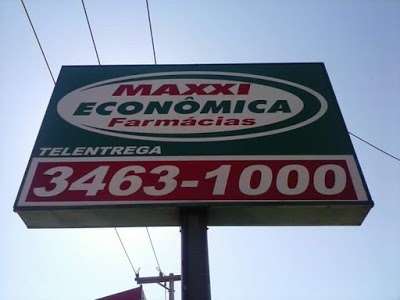 MAXXI
ECONÔMICA
Farmácias
TELENTREGA
3463-1000